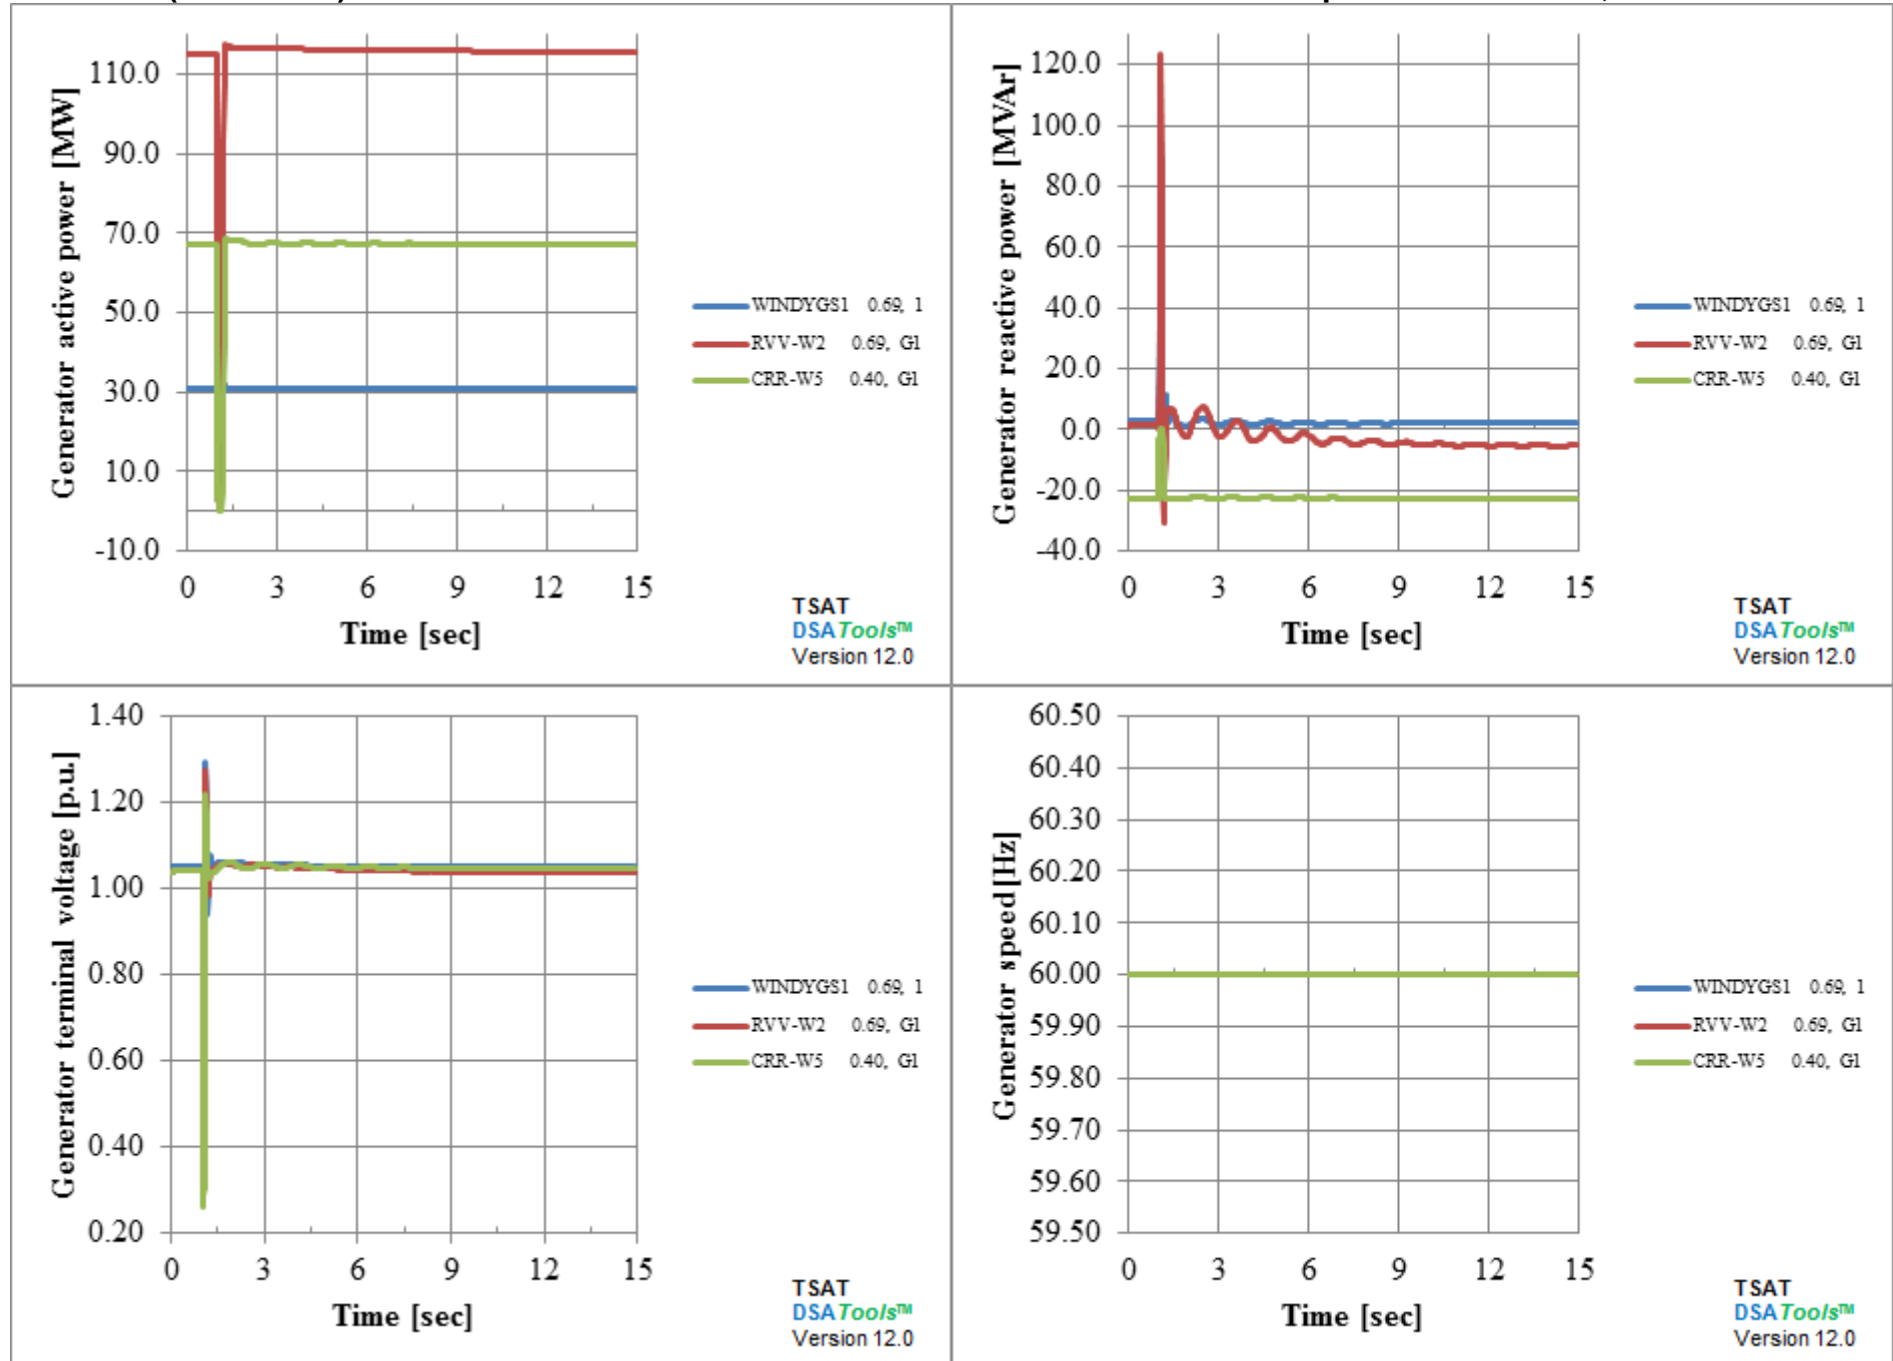 Generator active power [MW]
110.0
90.0
70.0
50.0
30.0
10.0
-10.0
0 3 6 9 12 15
Time [sec]
WINDYGS1 0.69, 1
RVV-W2 0.69, G1
CRR-W5 0.40, G1
TSAT
DSATools™
Version 12.0
Generator reactive power [MVAr]
120.0
100.0
80.0
60.0
40.0
20.0
0.0
-20.0
-40.0
0 3 6 9 12 15
Time [sec]
WINDYGS1 0.69, 1
RVV-W2 0.69, G1
CRR-W5 0.40, G1
TSAT
DSATools™
Version 12.0
Generator terminal voltage [p.u.]
1.40
1.20
1.00
0.80
0.60
0.40
0.20
0 3 6 9 12 15
Time [sec]
WINDYGS1 0.69, 1
RVV-W2 0.69, G1
CRR-W5 0.40, G1
TSAT
DSATools™
Version 12.0
Generator speed [Hz]
60.50
60.40
60.30
60.20
60.10
60.00
59.90
59.80
59.70
59.60
59.50
0 3 6 9 12 15
Time [sec]
WINDYGS1 0.69, 1
RVV-W2 0.69, G1
CRR-W5 0.40, G1
TSAT
DSATools™
Version 12.0